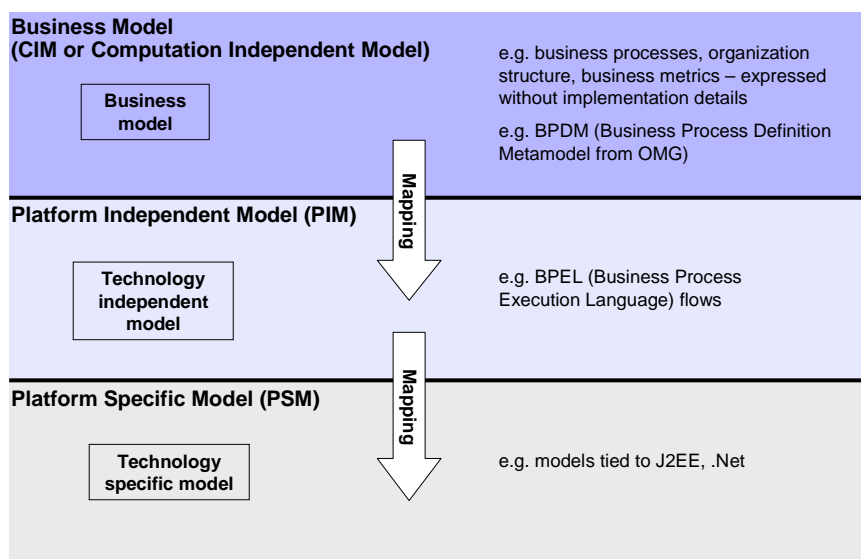 Business Model
(CIM or Computation Independent Model)
Business
model
e.g. business processes, organization
structure, business metrics – expressed
without implementation details
e.g. BPDM (Business Process Definition
Metamodel from OMG)
Mapping
Platform Independent Model (PIM)
Technology
independent
model
e.g. BPEL (Business Process
Execution Language) flows
Mapping
Platform Specific Model (PSM)
Technology
specific model
e.g. models tied to J2EE, .Net